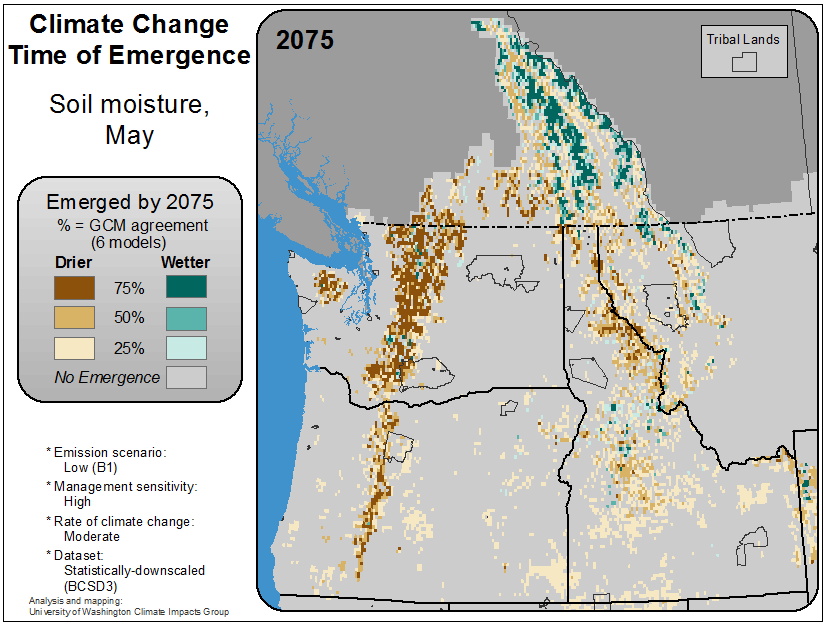 Climate Change
Time of Emergence
Soil moisture,
May
Emerged by 2075
% = GCM agreement
(6 models)
Drier Wetter
75%
50%
25%
No Emergence
* Emission scenario:
Low (B1)
* Management sensitivity:
High
* Rate of climate change:
Moderate
* Dataset:
Statistically-downscaled
(BCSD3)
Analysis and mapping:
University of Washington Climate Impacts Group
2075
Tribal Lands